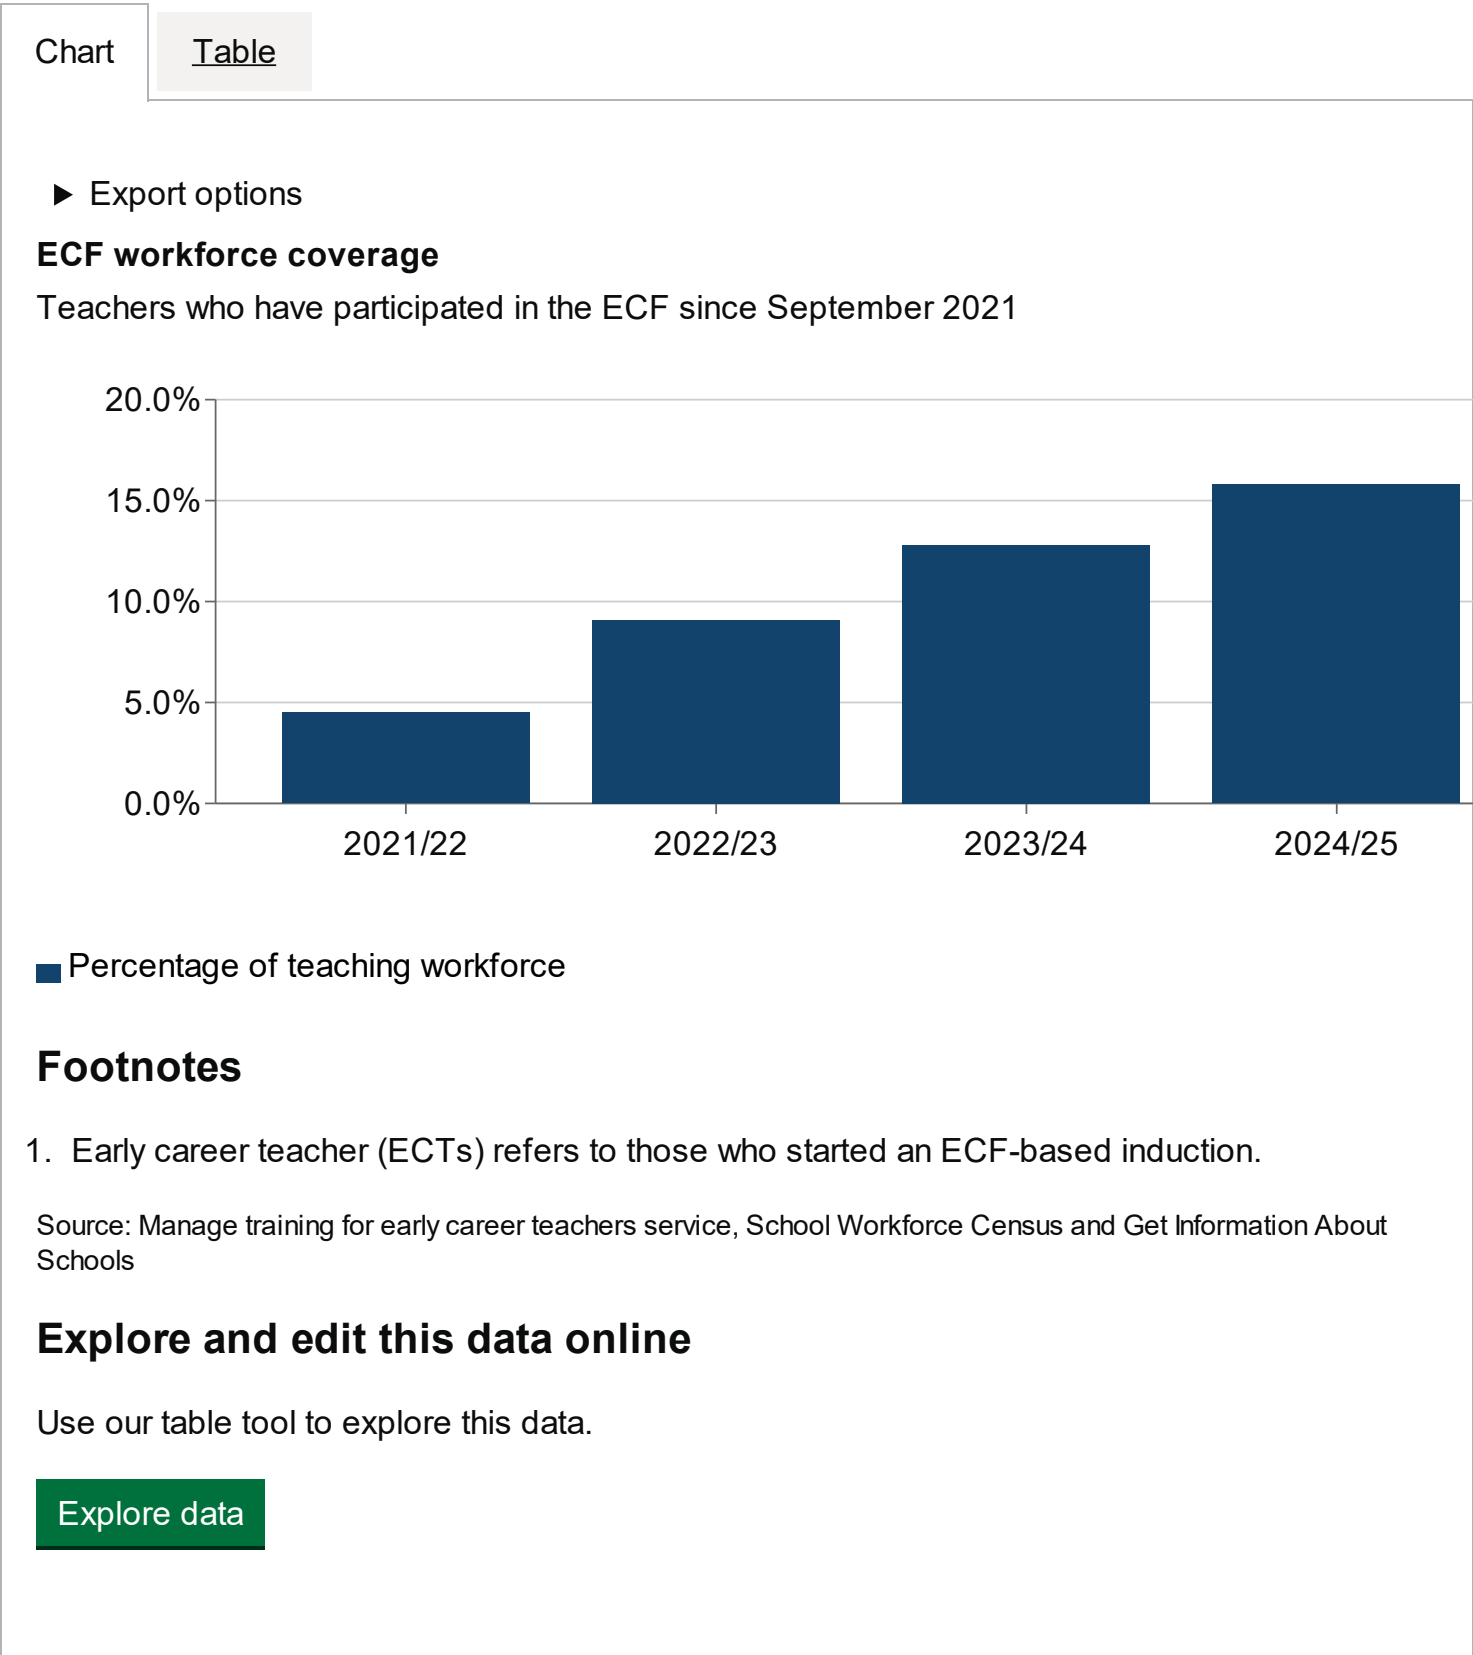 Chart
Table
Export options
ECF workforce coverage
Teachers who have participated in the ECF since September 2021
20.0%
15.0%
10.0%
5.0%
0.0%
2021/22
2022/23
2023/24
2024/25
Percentage of teaching workforce
Footnotes
1. Early career teacher (ECTs) refers to those who started an ECF-based induction.
Source: Manage training for early career teachers service, School Workforce Census and Get Information About
Schools
Explore and edit this data online
Use our table tool to explore this data.
Explore data